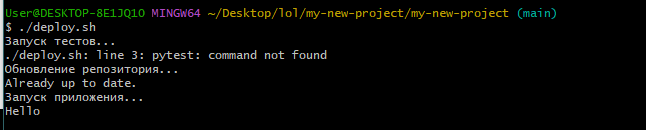 User@DESKTOP-8E1JQ1O MINGW64 ~/Desktop/lol/my-new-project/my-new-project (main)
$ ./deploy.sh
Запуск тестов...
./deploy.sh: line 3: pytest: command not found
Обновление репозитория...
Already up to date.
Запуск приложения...
Hello